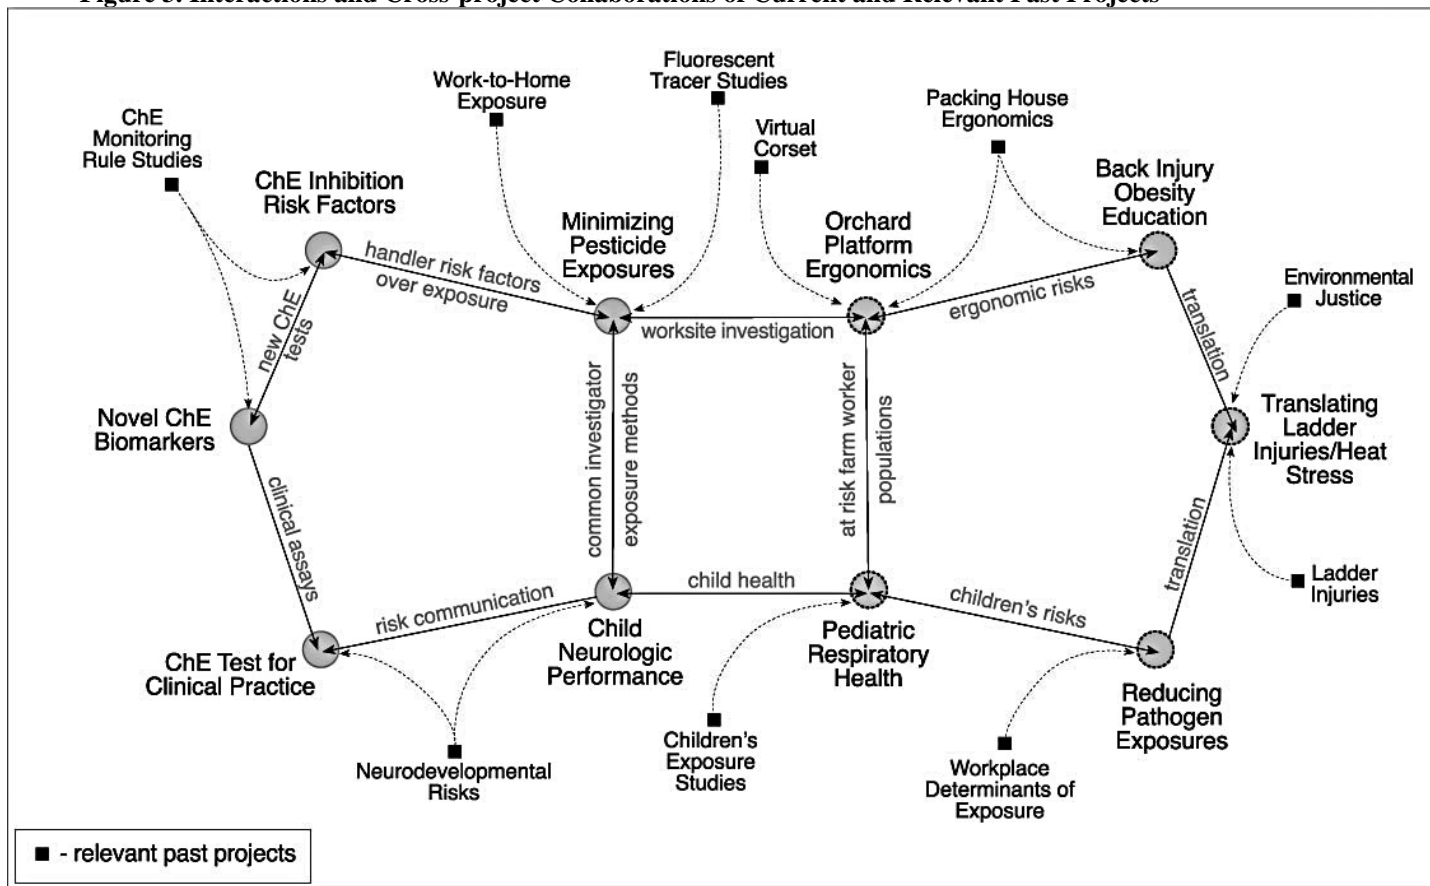 Figure 3. Interactions and Cross-project Collaborations of Current and Relevant Past Projects
Work-to-Home
Exposure
Fluorescent
Tracer Studies
Virtual
Corset
Packing House
Ergonomics
ChE
Monitoring
Rule Studies
ChE Inhibition
Risk Factors
Minimizing
Pesticide
Exposures
Orchard
Platform
Ergonomics
Back Injury
Obesity
Education
Environmental
Justice
handler risk factors
over exposure
worksite investigation
ergonomic risks
translation
new ChE
tests
Novel ChE
Biomarkers
common investigator
exposure methods
at risk farm worker
populations
Translating
Ladder
Injuries/Heat
Stress
clinical assays
risk communication
child health
children's risks
translation
Ladder
Injuries
ChE Test for
Clinical Practice
Child
Neurologic
Performance
Pediatric
Respiratory
Health
Reducing
Pathogen
Exposures
Neurodevelopmental
Risks
Children's
Exposure
Studies
Workplace
Determinants of
Exposure
- relevant past projects